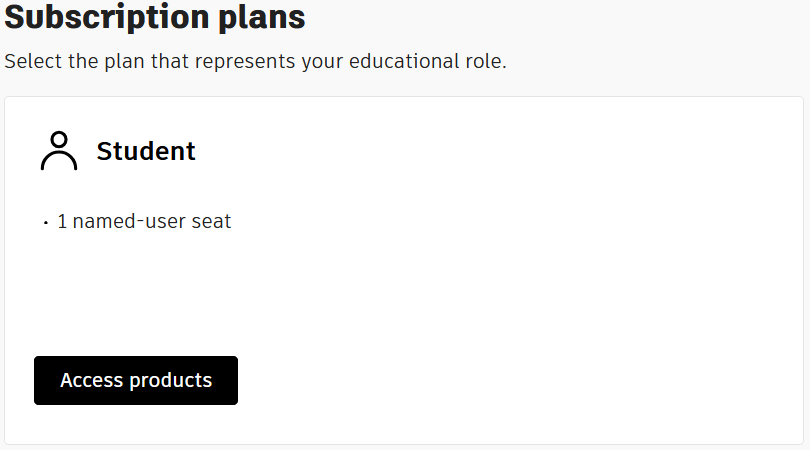 Subscription plans
Select the plan that represents your educational role.
Student
· 1 named-user seat
Access products